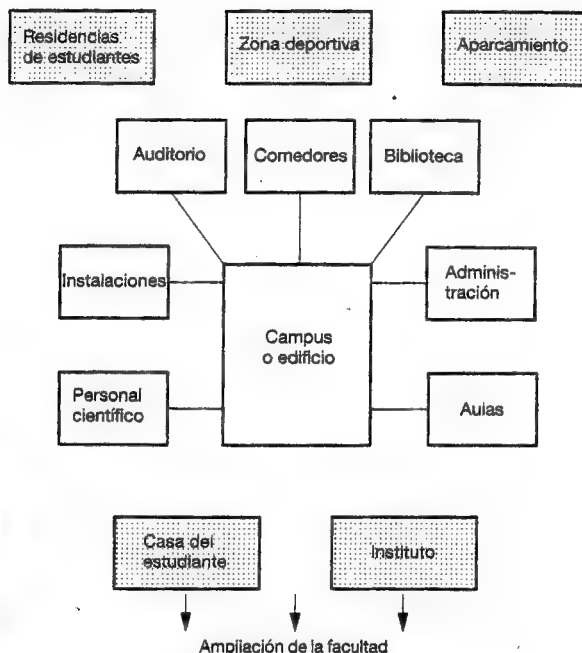 Residencias
de estudiantes
Zona deportiva
Aparcamiento
Auditorio
Comedores
Biblioteca
Instalaciones
Adminis-
tración
Campus
o edificio
Personal
científico
Aulas
Casa del
estudiante
Instituto
Ampliación de la facultad